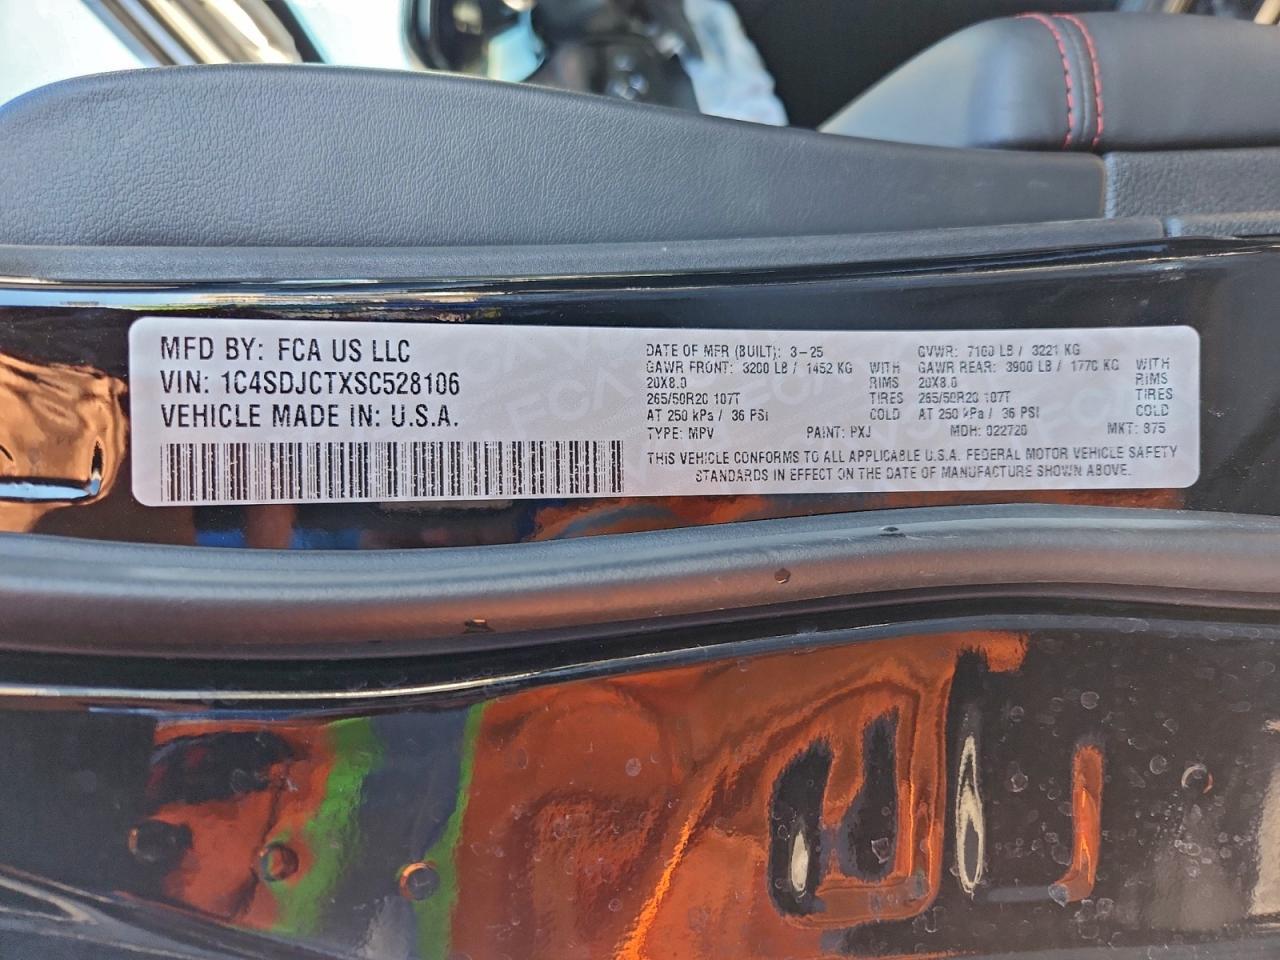 MFD BY: FCA US LLC
VIN: 1C4SDJCTXSC528106
VEHICLE MADE IN: U.S.A.
DATE OF MFR (BUILT): 3-25
GAWR FRONT: 3200 LB / 1452 KG WITH
20X8.0 RIMS
265/50R20 107T TIRES
AT 250 kPa / 36 PSI COLD
TYPE: MPV
GVWR: 7100 LB / 3221 KG
GAWR REAR: 3900 LB / 1770 KG WITH
20X8.0 RIMS
265/50R20 107T TIRES
AT 250 kPa / 36 PSI COLD
PAINT: PXJ MDH: 022720 MKT: 875
THIS VEHICLE CONFORMS TO ALL APPLICABLE U.S.A. FEDERAL MOTOR VEHICLE SAFETY
STANDARDS IN EFFECT ON THE DATE OF MANUFACTURE SHOWN ABOVE.